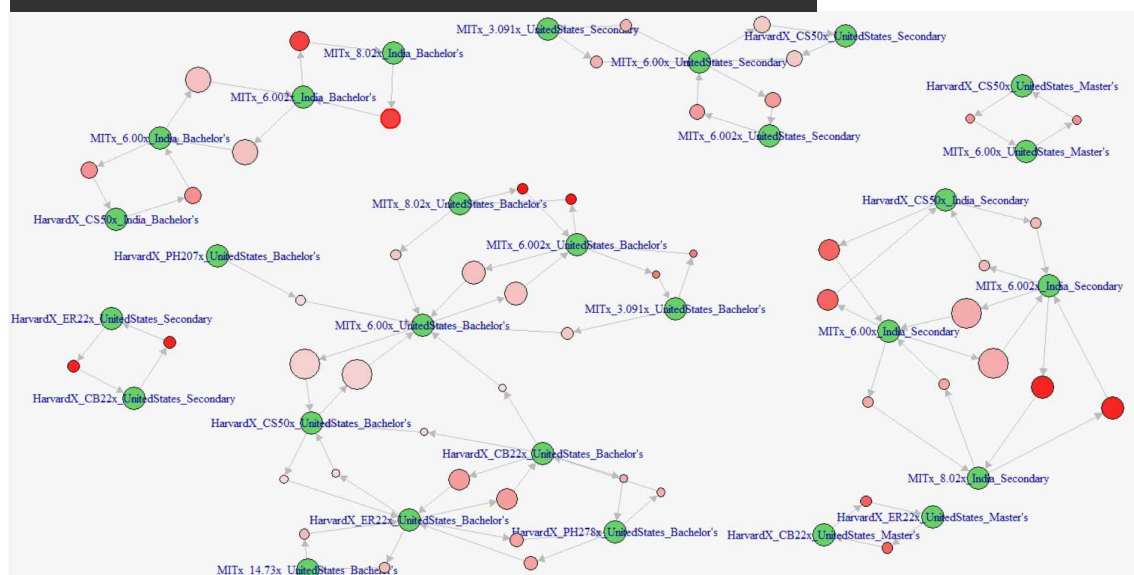 MITx_3.091x_UnitedStates_Secondary
HarvardX_CS50x_UnitedStates_Secondary
MITx_8.02x_India_Bachelor's
MITx_6.00x_UnitedStates_Secondary
HarvardX_CS50x_UnitedStates_Master's
MITx_6.002x_India_Bachelor's
MITx_6.00x_India_Bachelor's
MITx_6.002x_UnitedStates_Secondary
MITx_6.00x_UnitedStates_Master's
HarvardX_CS50x_India_Secondary
MITx_8.02x_UnitedStates_Bachelor's
HarvardX_CS50x_India_Bachelor's
MITx_6.002x_UnitedStates_Bachelor's
HarvardX_PH207x_UnitedStates_Bachelor's
MITx_6.002x_India_Secondary
MITx_3.091x_UnitedStates_Bachelor's
HarvardX_ER22x_UnitedStates_Secondary
MITx_6.00x_UnitedStates_Bachelor's
MITx_6.00x_India_Secondary
HarvardX_CB22x_UnitedStates_Secondary
HarvardX_CS50x_UnitedStates_Bachelor's
HarvardX_CB22x_UnitedStates_Bachelor's
MITx_8.02x_India_Secondary
HarvardX_ER22x_UnitedStates_Bachelor's
HarvardX_ER22x_UnitedStates_Master's
HarvardX_PH278x_UnitedStates_Bachelor's
HarvardX_CB22x_UnitedStates_Master's
MITx_14.73x_UnitedStates_Bachelor's